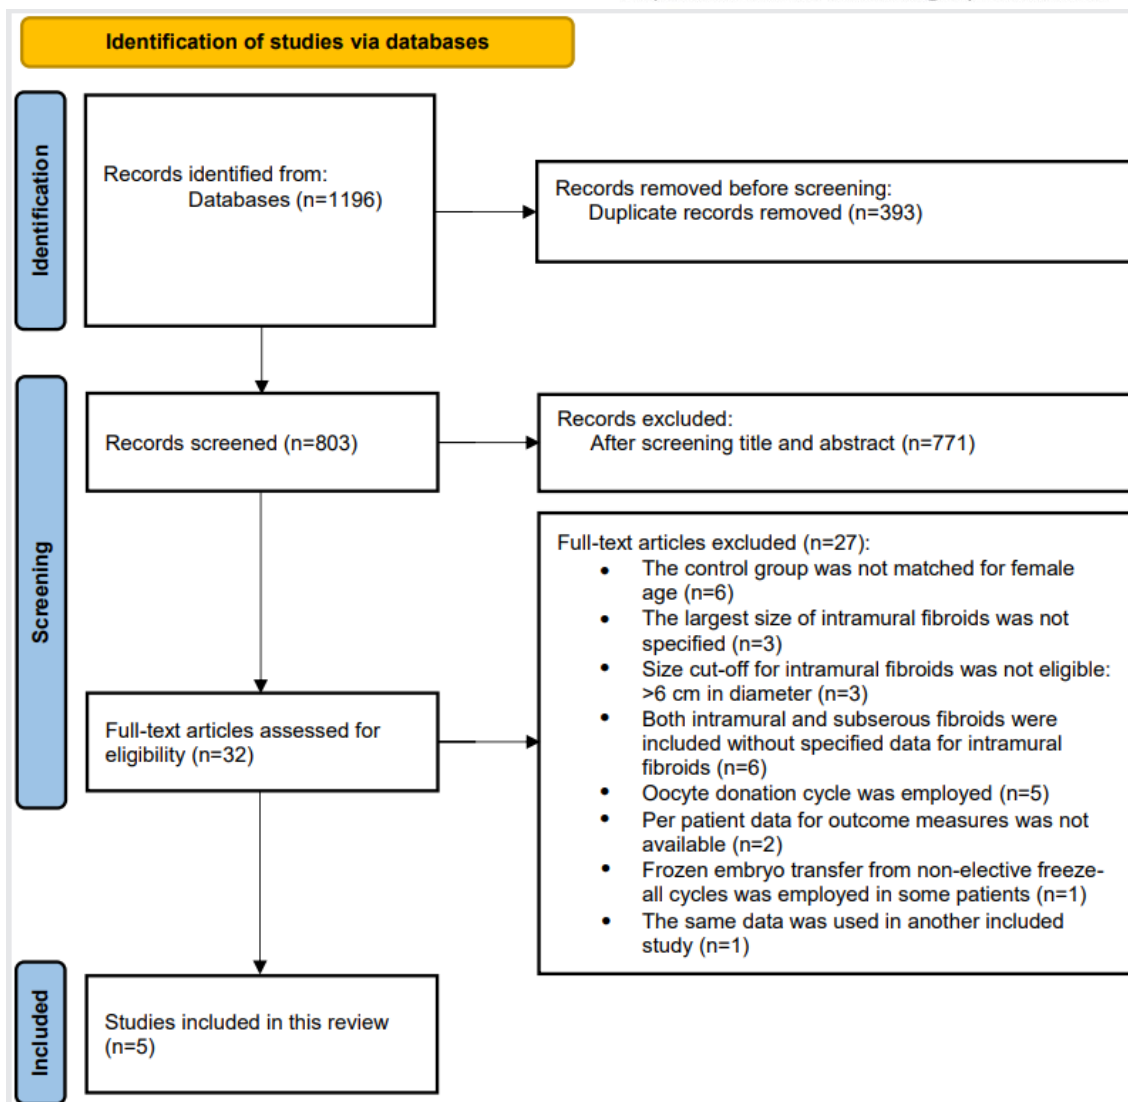 Identification of studies via databases
Identification
Records identified from:
Databases (n=1196)
Records removed before screening:
Duplicate records removed (n=393)
Screening
Records screened (n=803)
Records excluded:
After screening title and abstract (n=771)
Full-text articles assessed for
eligibility (n=32)
Full-text articles excluded (n=27):
• The control group was not matched for female
age (n=6)
• The largest size of intramural fibroids was not
specified (n=3)
• Size cut-off for intramural fibroids was not eligible:
>6 cm in diameter (n=3)
• Both intramural and subserous fibroids were
included without specified data for intramural
fibroids (n=6)
• Oocyte donation cycle was employed (n=5)
• Per patient data for outcome measures was not
available (n=2)
• Frozen embryo transfer from non-elective freeze-
all cycles was employed in some patients (n=1)
• The same data was used in another included
study (n=1)
Included
Studies included in this review
(n=5)